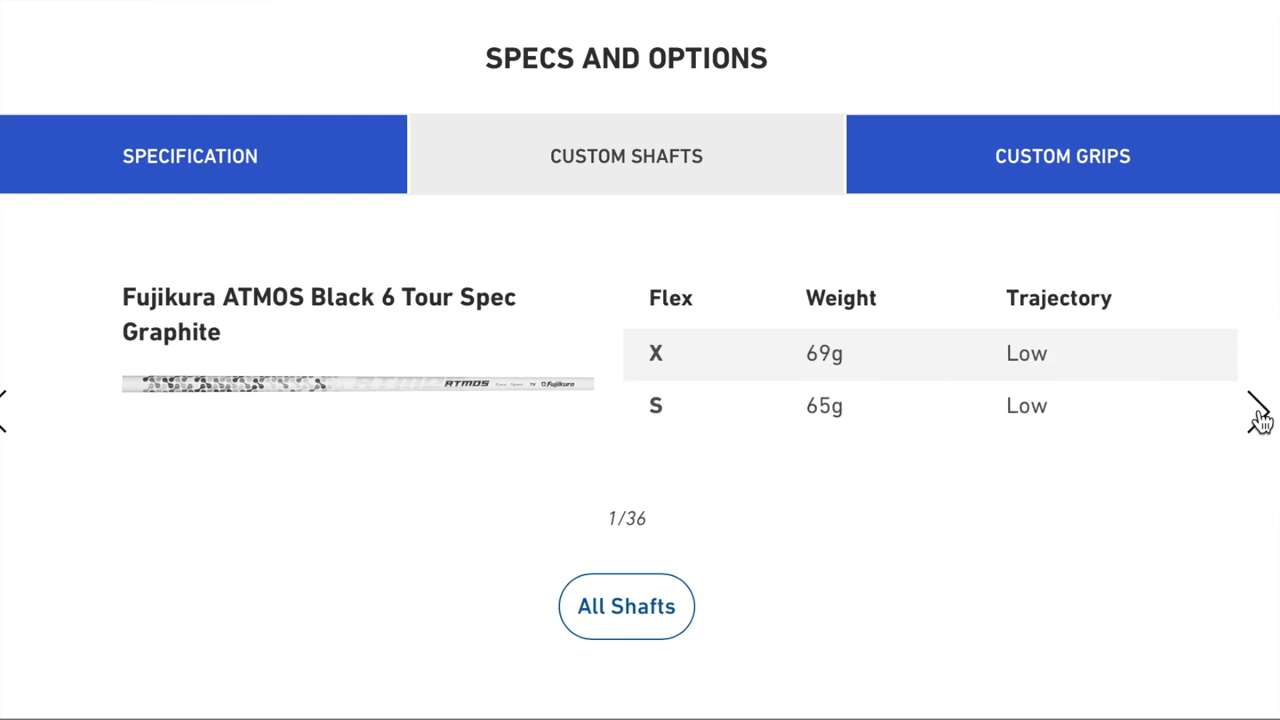 SPECS AND OPTIONS
SPECIFICATION
CUSTOM SHAFTS
CUSTOM GRIPS
Fujikura ATMOS Black 6 Tour Spec
Graphite
ATMOS
Fujikura
Flex Weight Trajectory
X 69g Low
S 65g Low
1/36
All Shafts